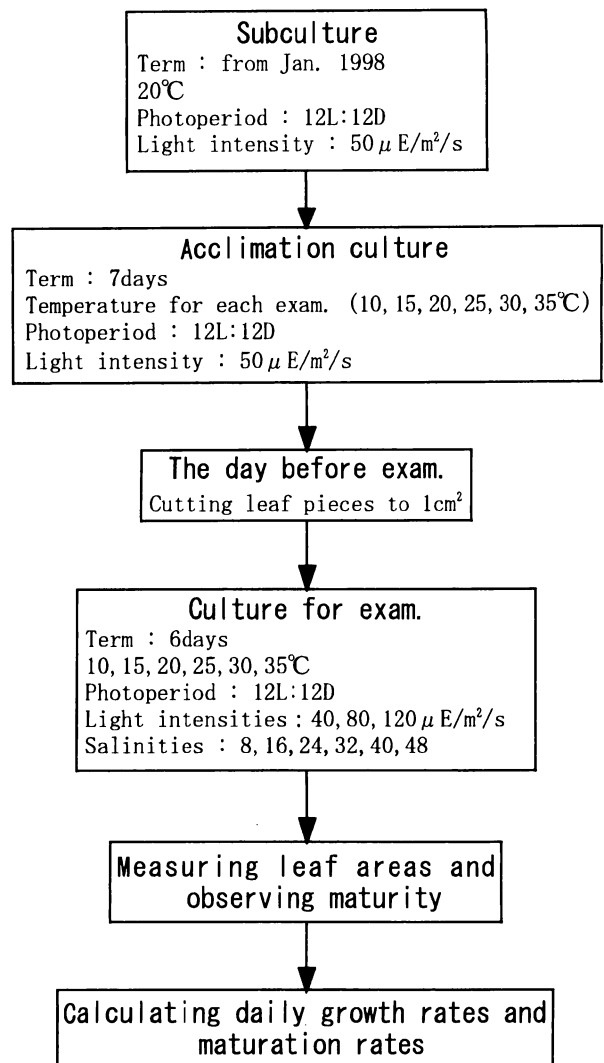 Subculture
Term : from Jan. 1998
20℃
Photoperiod : 12L:12D
Light intensity : 50 μ E/m²/s
Acclimation culture
Term : 7days
Temperature for each exam. (10, 15, 20, 25, 30, 35℃)
Photoperiod : 12L:12D
Light intensity : 50 μ E/m²/s
The day before exam.
Cutting leaf pieces to 1cm²
Culture for exam.
Term : 6days
10, 15, 20, 25, 30, 35℃
Photoperiod : 12L:12D
Light intensities : 40, 80, 120 μ E/m²/s
Salinities : 8, 16, 24, 32, 40, 48
Measuring leaf areas and
observing maturity
Calculating daily growth rates and
maturation rates